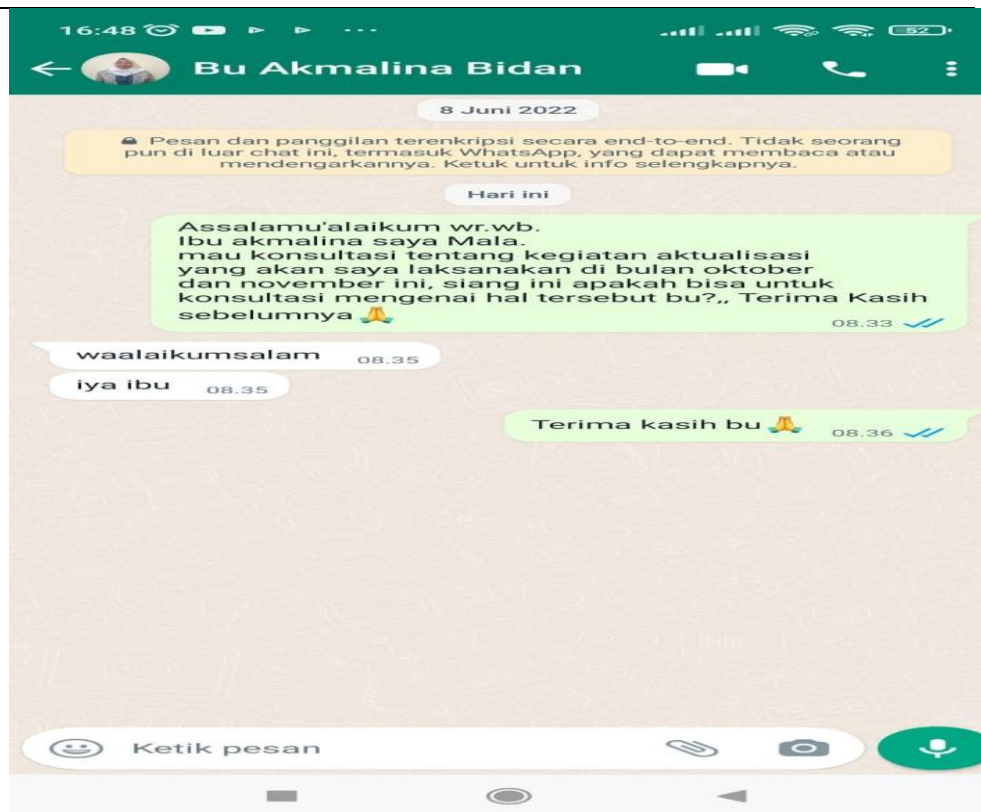 16:48
52
Bu Akmalina Bidan
8 Juni 2022
Pesan dan panggilan terenkripsi secara end-to-end. Tidak seorang
pun di luar chat ini, termasuk WhatsApp, yang dapat membaca atau
mendengarkannya. Ketuk untuk info selengkapnya.
Hari ini
Assalamu'alaikum wr.wb.
Ibu akmalina saya Mala.
mau konsultasi tentang kegiatan aktualisasi
yang akan saya laksanakan di bulan oktober
dan november ini, siang ini apakah bisa untuk
konsultasi mengenai hal tersebut bu?,, Terima Kasih
sebelumnya 🙏
08.33
waalaikumsalam 08.35
iya ibu 08.35
Terima kasih bu 🙏 08.36
Ketik pesan